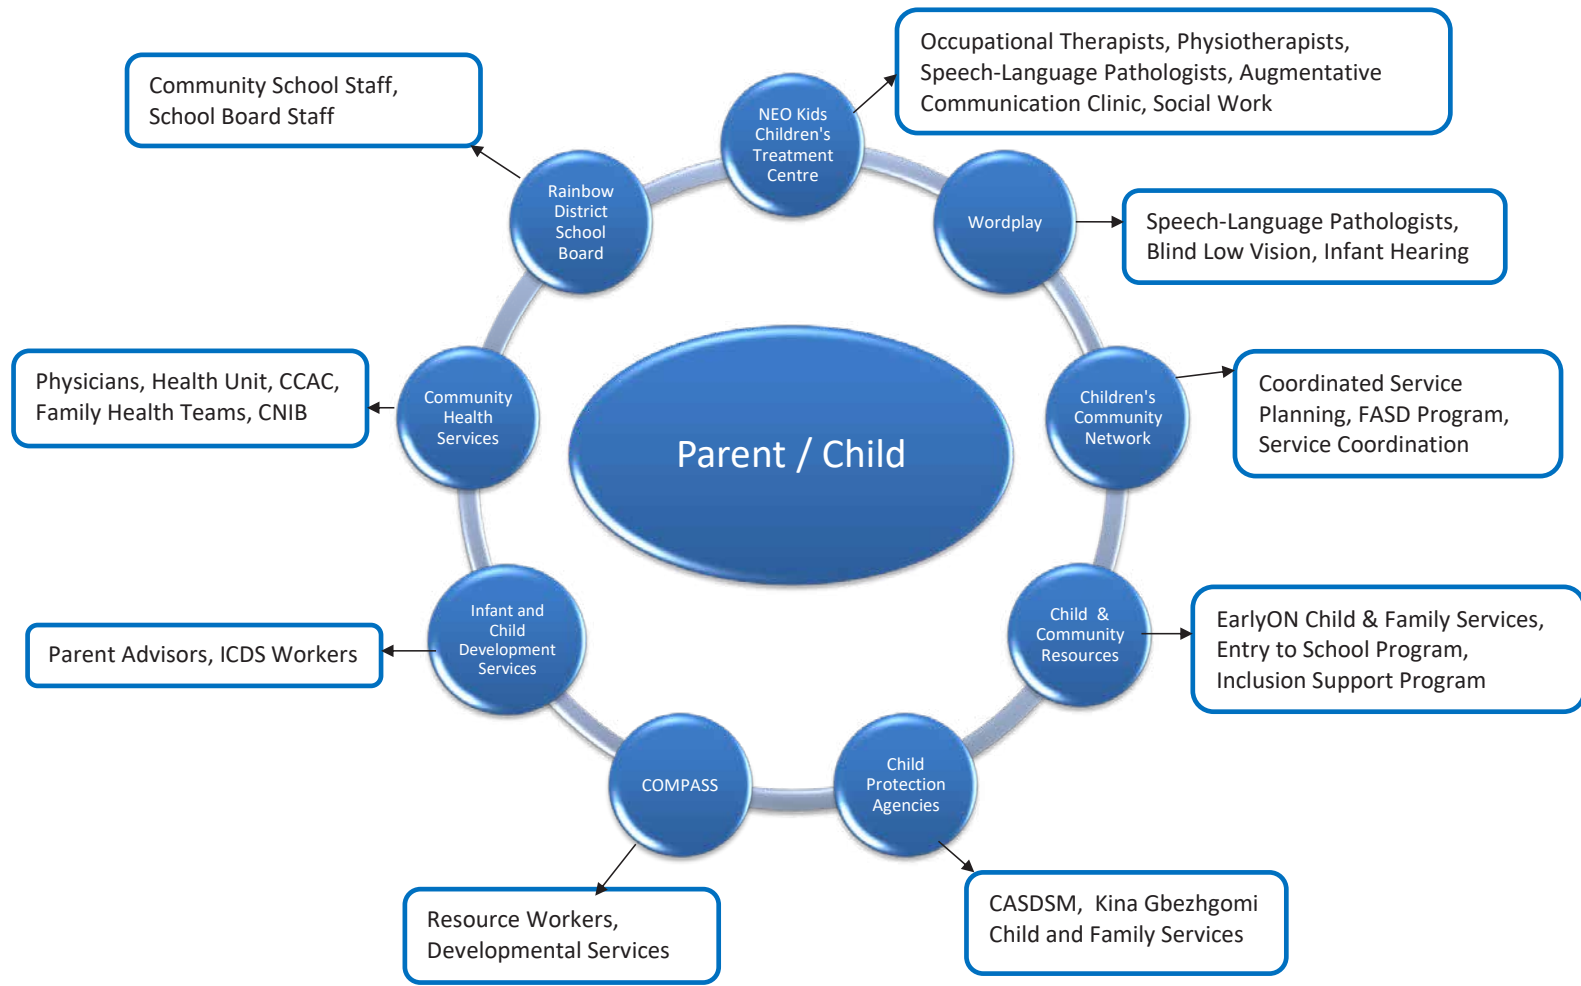 Occupational Therapists, Physiotherapists,
Speech-Language Pathologists, Augmentative
Communication Clinic, Social Work
Community School Staff,
School Board Staff
NEO Kids
Children's
Treatment
Centre
Rainbow
District
School
Board
Wordplay
Speech-Language Pathologists,
Blind Low Vision, Infant Hearing
Physicians, Health Unit, CCAC,
Family Health Teams, CNIB
Community
Health
Services
Parent / Child
Children's
Community
Network
Coordinated Service
Planning, FASD Program,
Service Coordination
Parent Advisors, ICDS Workers
Infant and
Child
Development
Services
Child &
Community
Resources
EarlyON Child & Family Services,
Entry to School Program,
Inclusion Support Program
COMPASS
Child
Protection
Agencies
Resource Workers,
Developmental Services
CASDSM, Kina Gbezhgomi
Child and Family Services